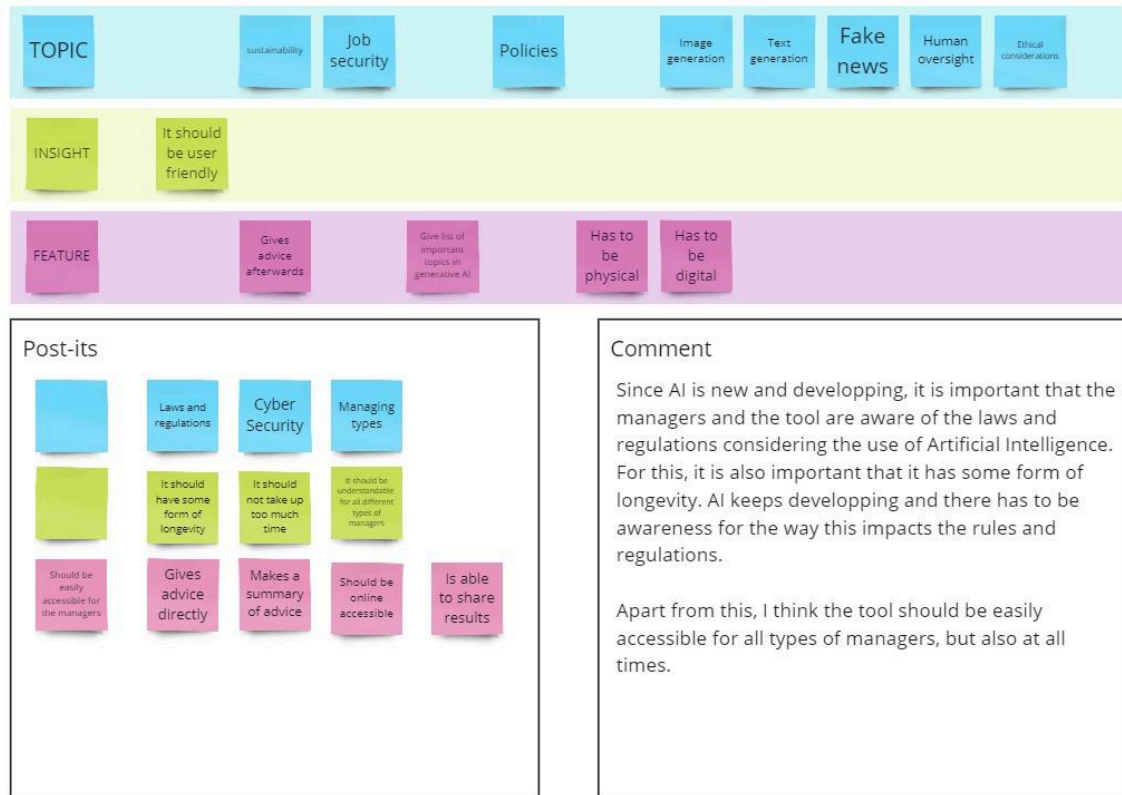 TOPIC
sustainability
Job
security
Policies
Image
generation
Text
generation
Fake
news
Human
oversight
Ethical
considerations
INSIGHT
It should
be user
friendly
FEATURE
Gives
advice
afterwards
Give list of
important
topics in
generative AI
Has to
be
physical
Has to
be
digital
Post-its
Laws and
regulations
Cyber
Security
Managing
types
It should
have some
form of
longevity
It should
not take up
too much
time
It should be
understandable
for all different
types of
managers
Should be
easily
accessible for
the managers
Gives
advice
directly
Makes a
summary
of advice
Should be
online
accessible
Is able
to share
results
Comment
Since AI is new and developping, it is important that the
managers and the tool are aware of the laws and
regulations considering the use of Artificial Intelligence.
For this, it is also important that it has some form of
longevity. AI keeps developping and there has to be
awareness for the way this impacts the rules and
regulations.
Apart from this, I think the tool should be easily
accessible for all types of managers, but also at all
times.